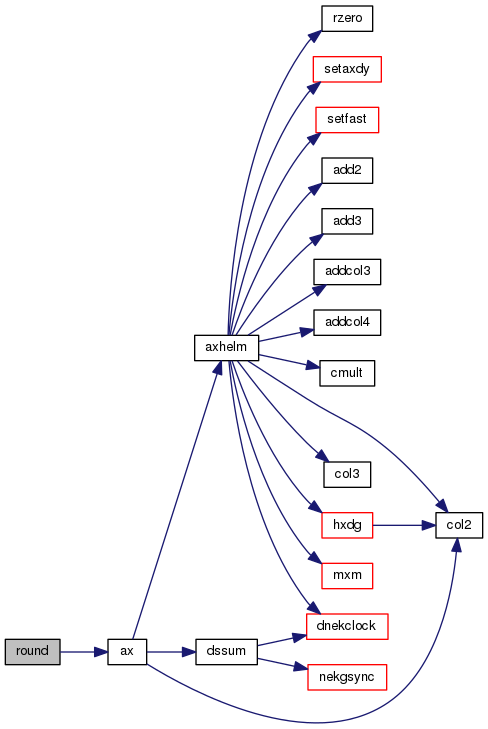 rzero
setaxdy
setfast
add2
add3
addcol3
addcol4
axhelm
cmult
col3
hxdg
col2
mxm
dnekclock
round
ax
dssum
nekgsync